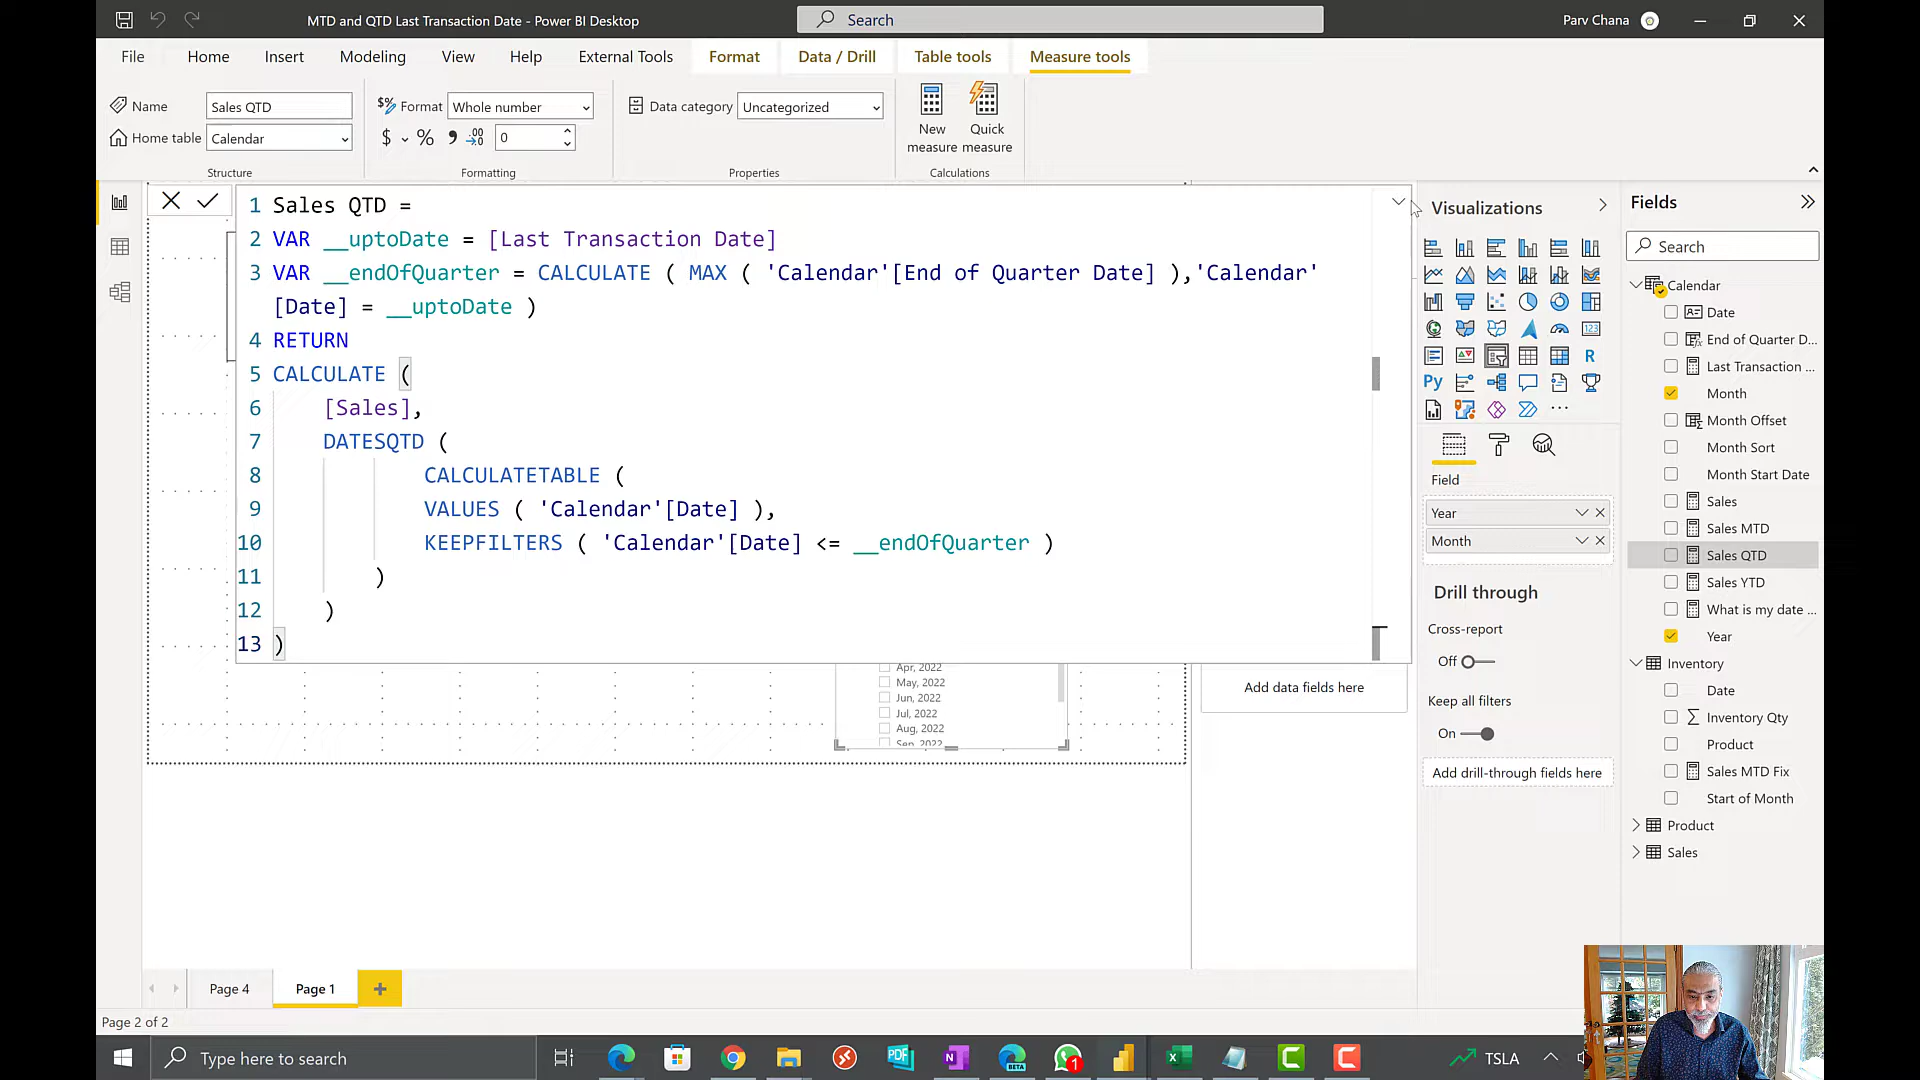 MTD and QTD Last Transaction Date - Power BI Desktop
Search
Parv Chana
File
Home
Insert
Modeling
View
Help
External Tools
Format
Data / Drill
Table tools
Measure tools
Name
Sales QTD
Home table
Calendar
Structure
$% Format
Whole number
$
%
0
Formatting
Data category
Uncategorized
Properties
New measure
Quick measure
Calculations
1 Sales QTD =
2 VAR __uptoDate = [Last Transaction Date]
3 VAR __endOfQuarter = CALCULATE ( MAX ( 'Calendar'[End of Quarter Date] ),'Calendar'
[Date] = __uptoDate )
4 RETURN
5 CALCULATE (
6 [Sales],
7 DATESQTD (
8 CALCULATETABLE (
9 VALUES ( 'Calendar'[Date] ),
10 KEEPFILTERS ( 'Calendar'[Date] <= __endOfQuarter )
11 )
12 )
13 )
Apr, 2022
May, 2022
Jun, 2022
Jul, 2022
Aug, 2022
Sep, 2022
Add data fields here
Visualizations
123
R
Py
Field
Year
Month
Drill through
Cross-report
Off
Keep all filters
On
Add drill-through fields here
Fields
Search
Calendar
Date
End of Quarter D...
Last Transaction ...
Month
Month Offset
Month Sort
Month Start Date
Sales
Sales MTD
Sales QTD
Sales YTD
What is my date ...
Year
Inventory
Date
Inventory Qty
Product
Sales MTD Fix
Start of Month
Product
Sales
Page 4
Page 1
Page 2 of 2
Type here to search
PDF
BETA
1
TSLA